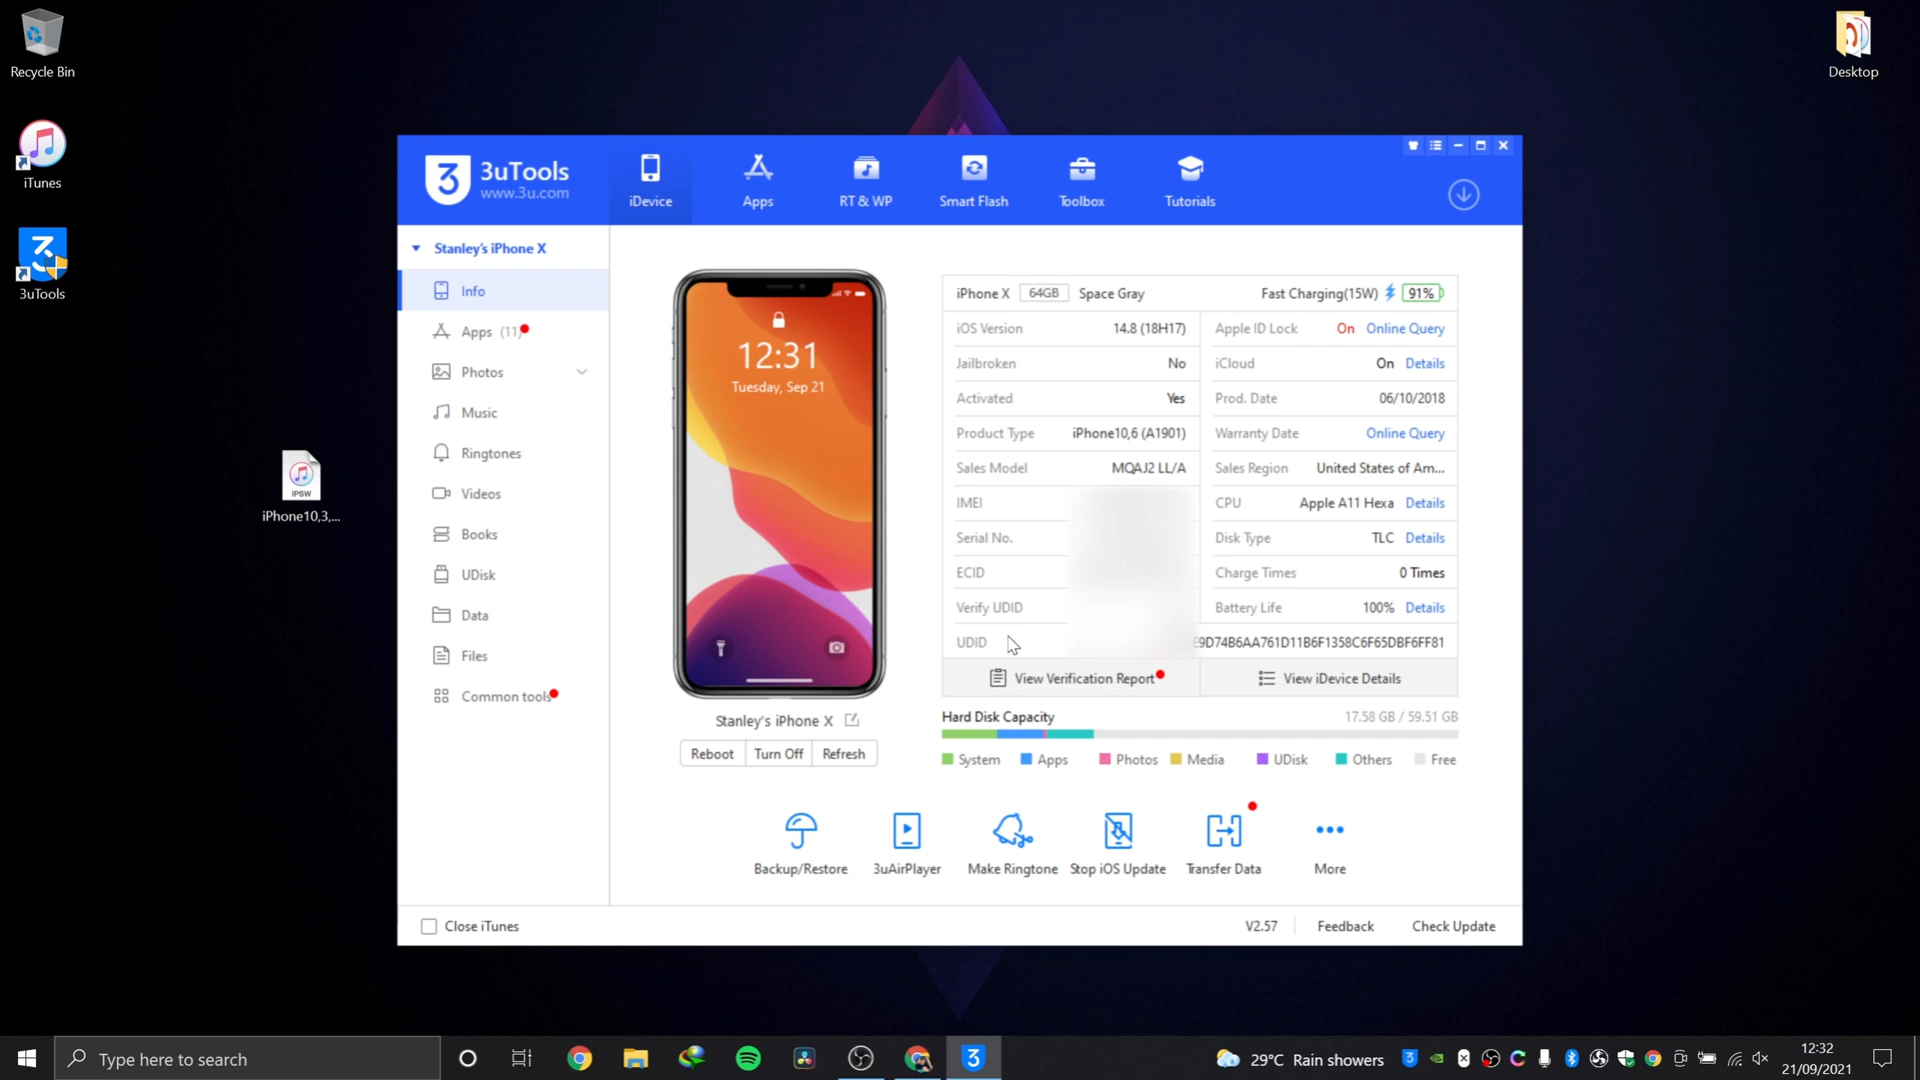 Recycle Bin
Desktop
iTunes
3uTools
iPhone10,3,...
IPSW
3
3uTools
www.3u.com
iDevice
Apps
RT & WP
Smart Flash
Toolbox
Tutorials
Stanley's iPhone X
Info
Apps (11)
Photos
Music
Ringtones
Videos
Books
UDisk
Data
Files
Common tools
12:31
Tuesday, Sep 21
Stanley's iPhone X
Reboot
Turn Off
Refresh
iPhone X 64GB Space Gray Fast Charging(15W) 91%
iOS Version 14.8 (18H17) Apple ID Lock On Online Query
Jailbroken No iCloud On Details
Activated Yes Prod. Date 06/10/2018
Product Type iPhone10,6 (A1901) Warranty Date Online Query
Sales Model MQAJ2 LL/A Sales Region United States of Am...
IMEI CPU Apple A11 Hexa Details
Serial No. Disk Type TLC Details
ECID Charge Times 0 Times
Verify UDID Battery Life 100% Details
UDID E9D74B6AA761D11B6F1358C6F65DBF6FF81
View Verification Report View iDevice Details
Hard Disk Capacity 17.58 GB / 59.51 GB
System Apps Photos Media UDisk Others Free
Backup/Restore
3uAirPlayer
Make Ringtone
Stop iOS Update
Transfer Data
More
Close iTunes
V2.57
Feedback
Check Update
Type here to search
29°C Rain showers
12:32
21/09/2021